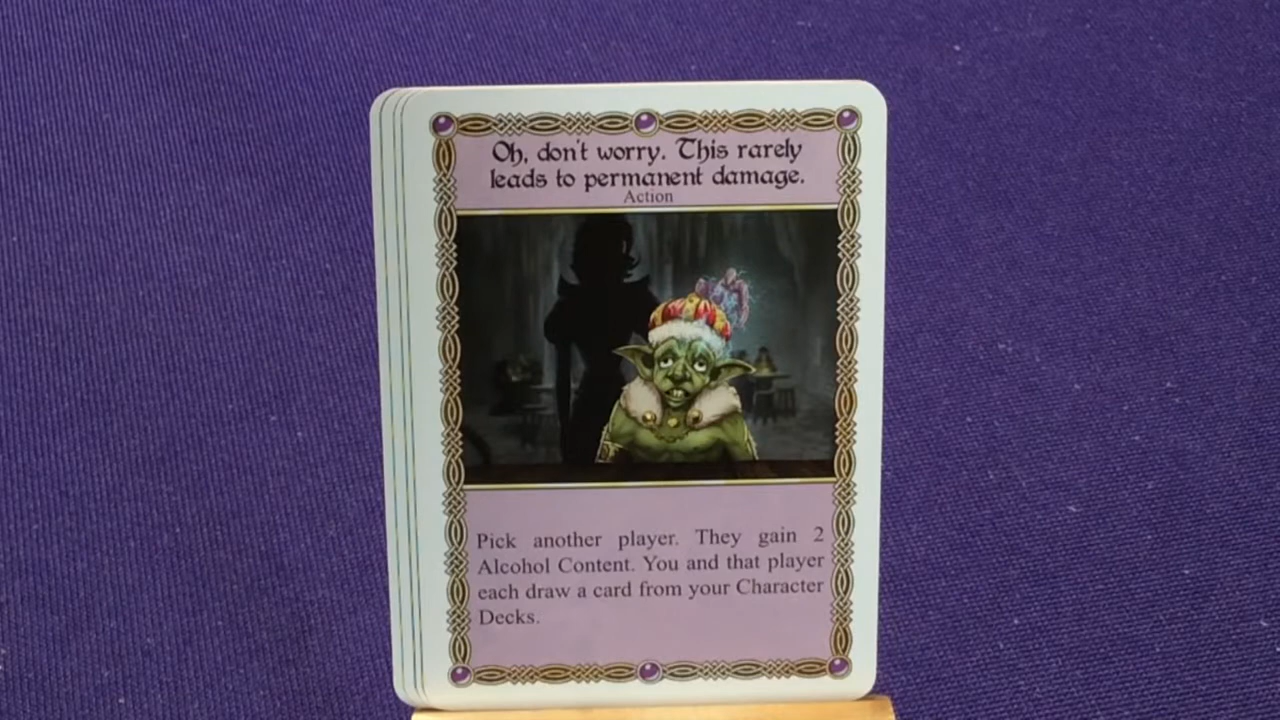 Oh, don't worry. This rarely
leads to permanent damage.
Action
Pick another player. They gain 2
Alcohol Content. You and that player
each draw a card from your Character
Decks.